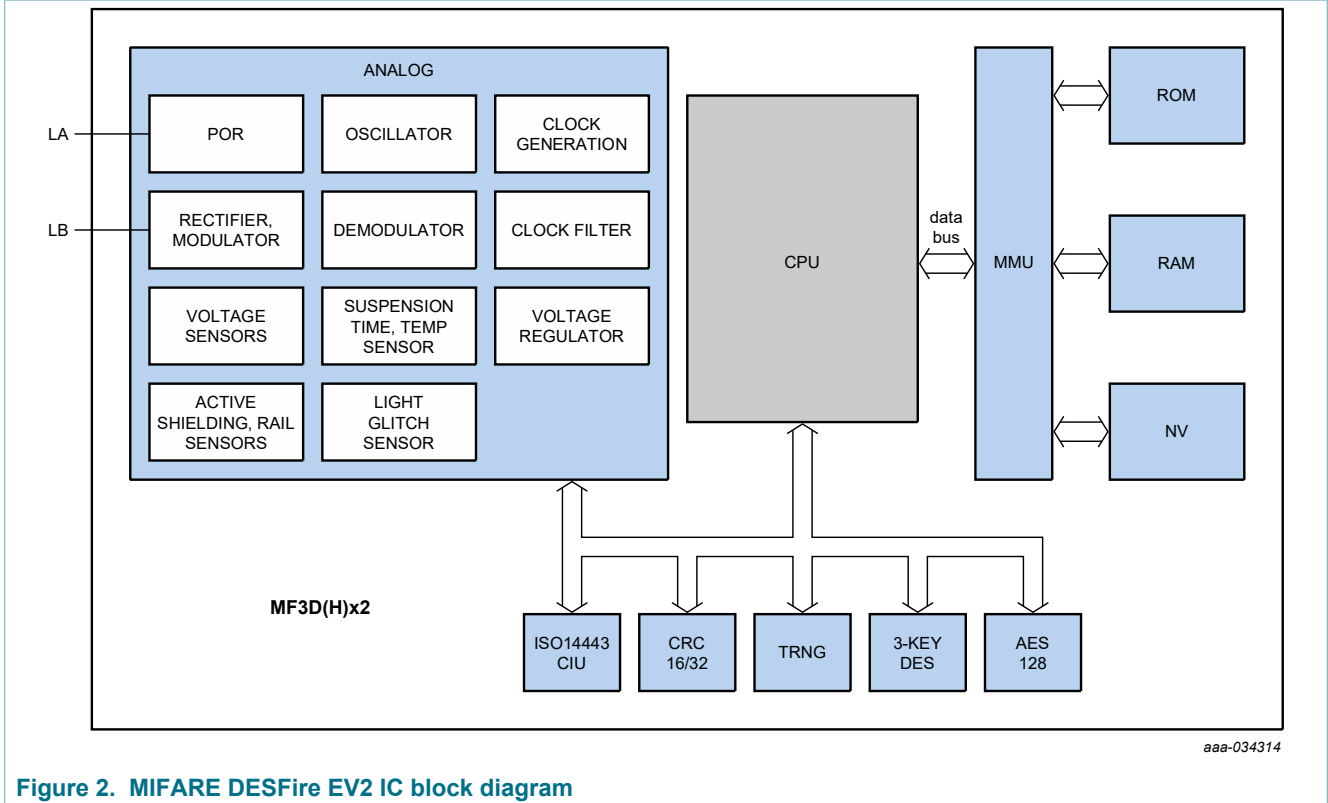 ANALOG
LA
POR
OSCILLATOR
CLOCK
GENERATION
LB
RECTIFIER,
MODULATOR
DEMODULATOR
CLOCK FILTER
VOLTAGE
SENSORS
SUSPENSION
TIME, TEMP
SENSOR
VOLTAGE
REGULATOR
ACTIVE
SHIELDING, RAIL
SENSORS
LIGHT
GLITCH
SENSOR
CPU
data
bus
MMU
ROM
RAM
NV
MF3D(H)x2
ISO14443
CIU
CRC
16/32
TRNG
3-KEY
DES
AES
128
aaa-034314
Figure 2. MIFARE DESFire EV2 IC block diagram